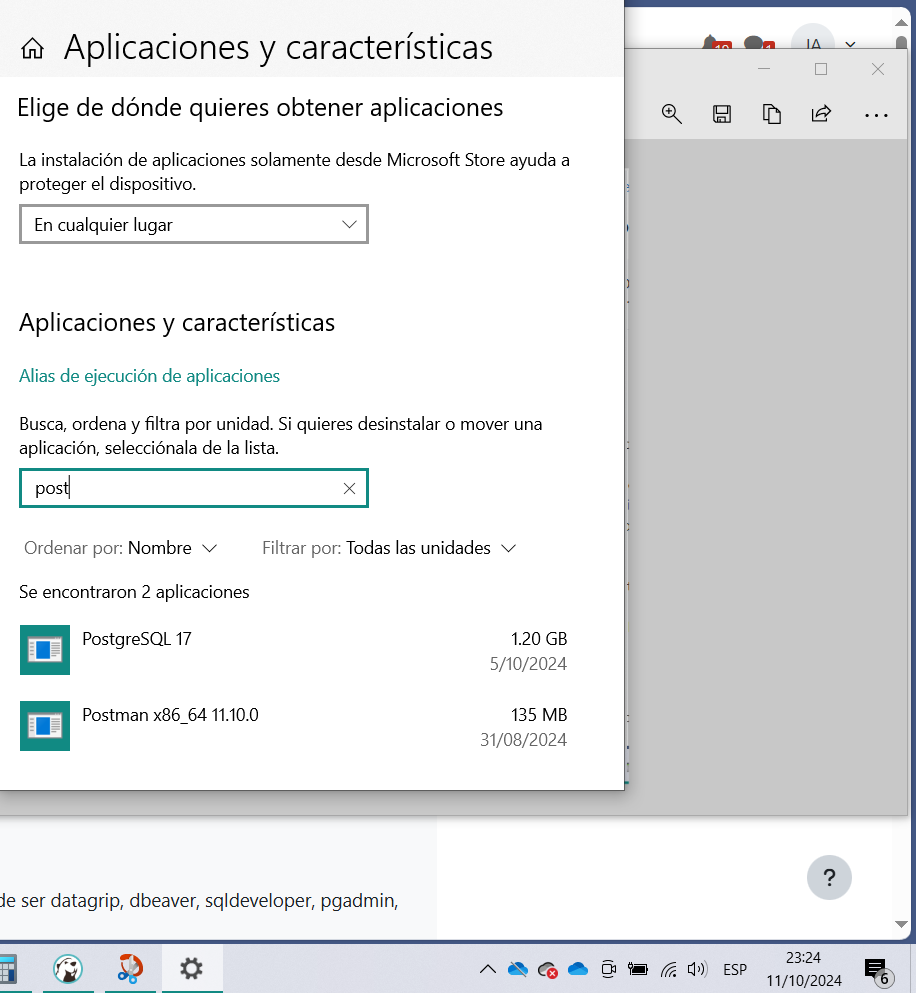 Aplicaciones y características
Elige de dónde quieres obtener aplicaciones
La instalación de aplicaciones solamente desde Microsoft Store ayuda a
proteger el dispositivo.
En cualquier lugar
Aplicaciones y características
Alias de ejecución de aplicaciones
Busca, ordena y filtra por unidad. Si quieres desinstalar o mover una
aplicación, selecciónala de la lista.
post
Ordenar por: Nombre Filtrar por: Todas las unidades
Se encontraron 2 aplicaciones
PostgreSQL 17 1.20 GB
5/10/2024
Postman x86_64 11.10.0 135 MB
31/08/2024
?
de ser datagrip, dbeaver, sqldeveloper, pgadmin,
ESP
23:24
11/10/2024
6